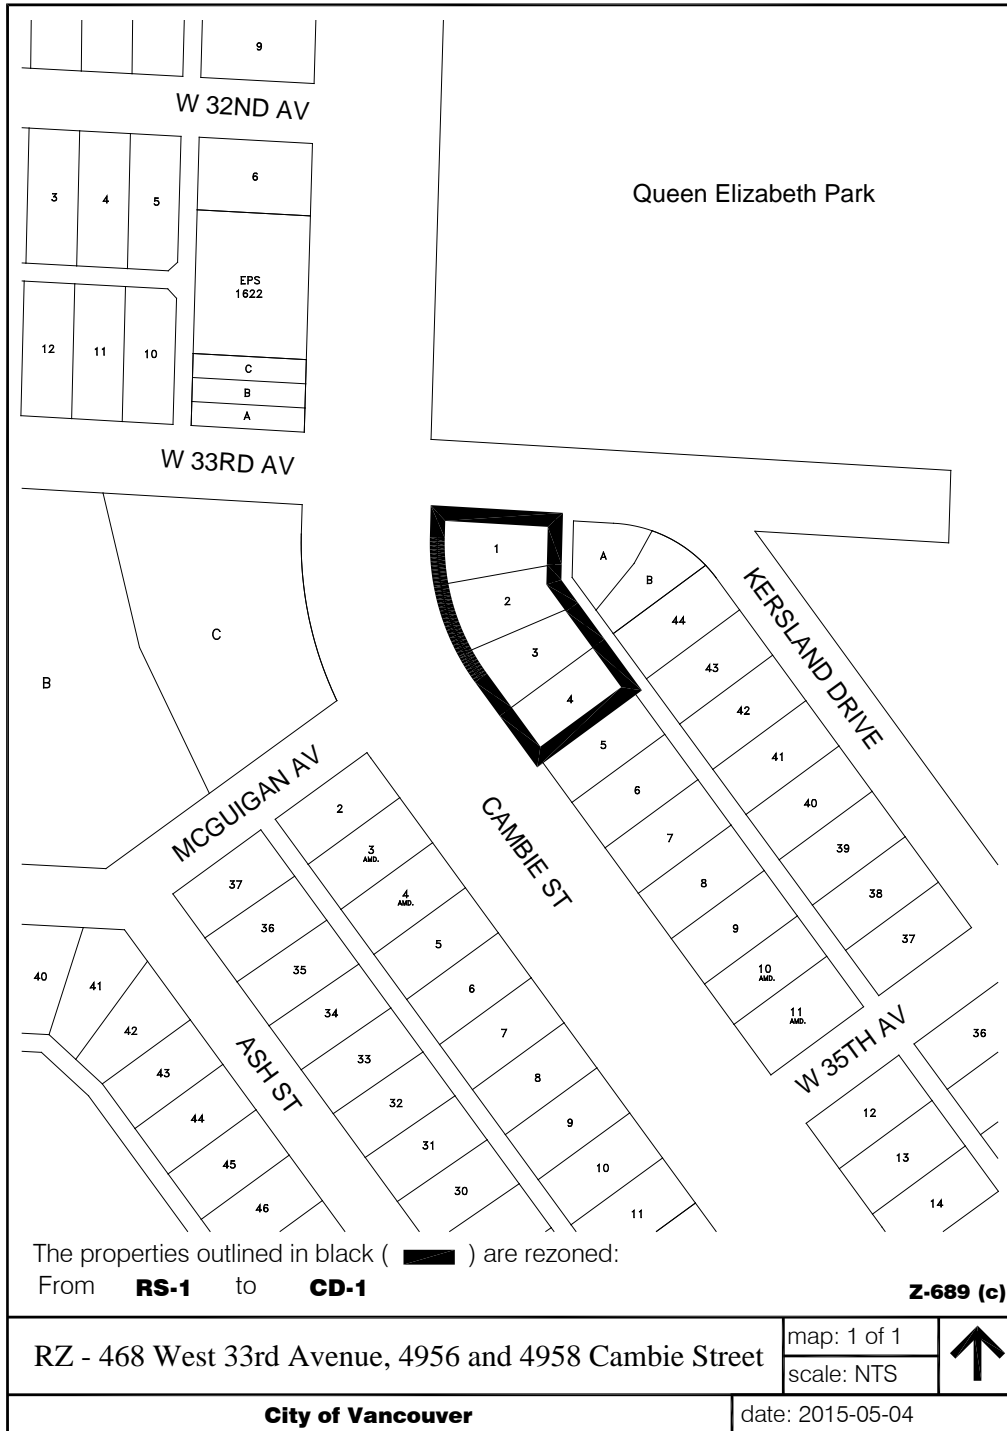 9
W 32ND AV
6
Queen Elizabeth Park
3
4
5
EPS
1622
12
11
10
C
B
A
W 33RD AV
1
A
B
2
44
KERSLAND DRIVE
C
3
43
B
4
42
5
41
6
40
MCGUIGAN AV
CAMBIE ST
2
7
39
3
AMD.
37
8
38
4
AMD.
36
9
37
5
35
10
AMD.
40
41
6
34
11
AMD.
42
7
36
W 35TH AV
ASH ST
33
43
8
32
12
44
9
31
13
45
10
30
14
46
11
The properties outlined in black ( ) are rezoned:
From RS-1 to CD-1
Z-689 (c)
RZ - 468 West 33rd Avenue, 4956 and 4958 Cambie Street
map: 1 of 1
scale: NTS
City of Vancouver
date: 2015-05-04